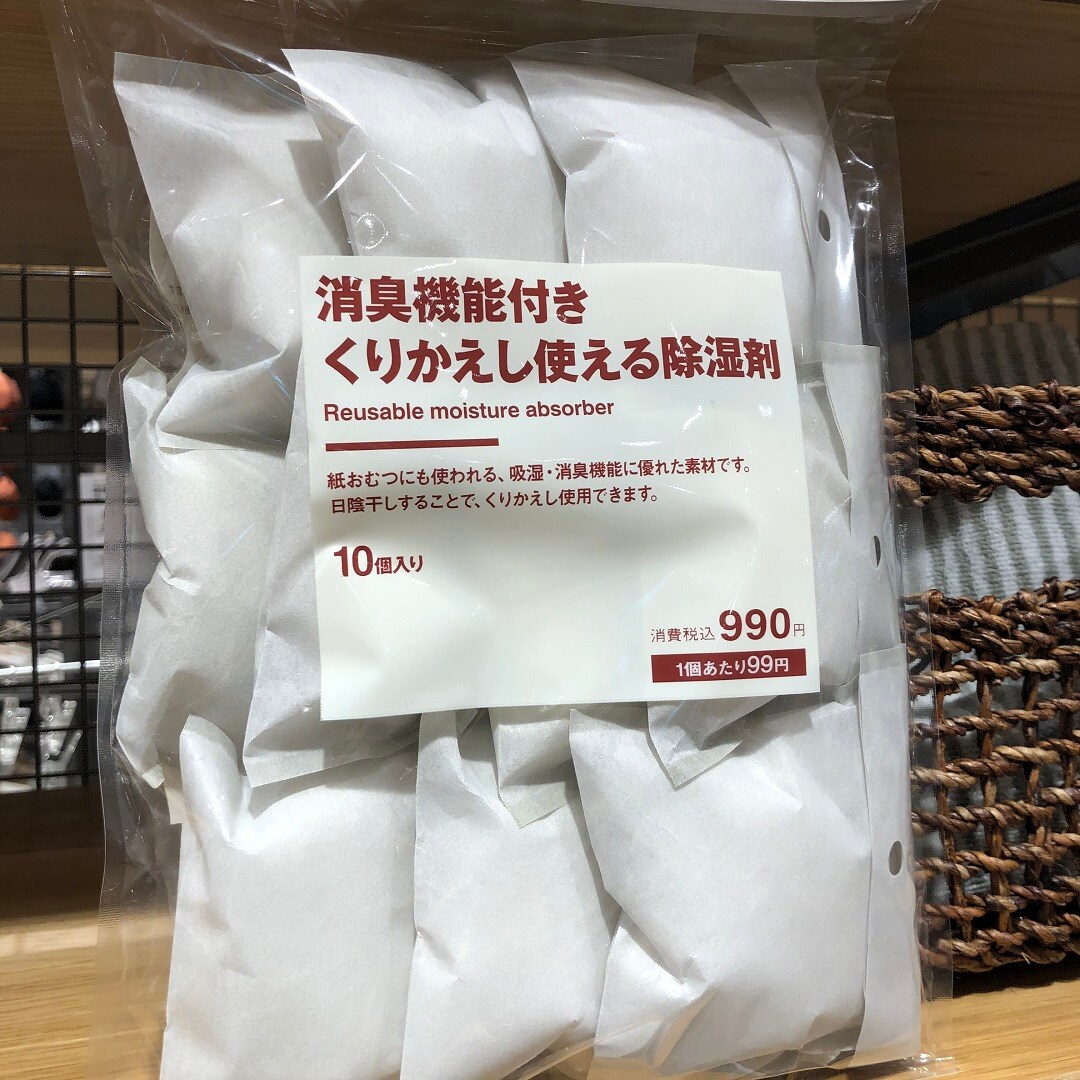 消臭機能付き
くりかえし使える除湿剤
Reusable moisture absorber
紙おむつにも使われる、吸湿・消臭機能に優れた素材です。
日陰干しすることで、くりかえし使用できます。
10個入り
消費税込 990円
1個あたり99円